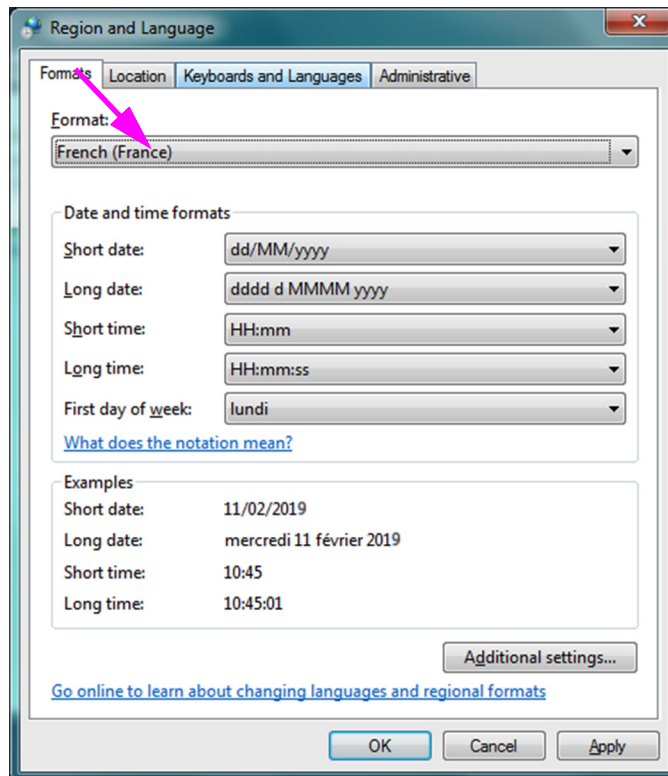 Region and Language
Formats Location Keyboards and Languages Administrative
Format:
French (France)
Date and time formats
Short date: dd/MM/yyyy
Long date: dddd d MMMM yyyy
Short time: HH:mm
Long time: HH:mm:ss
First day of week: lundi
What does the notation mean?
Examples
Short date: 11/02/2019
Long date: mercredi 11 février 2019
Short time: 10:45
Long time: 10:45:01
Additional settings...
Go online to learn about changing languages and regional formats
OK Cancel Apply